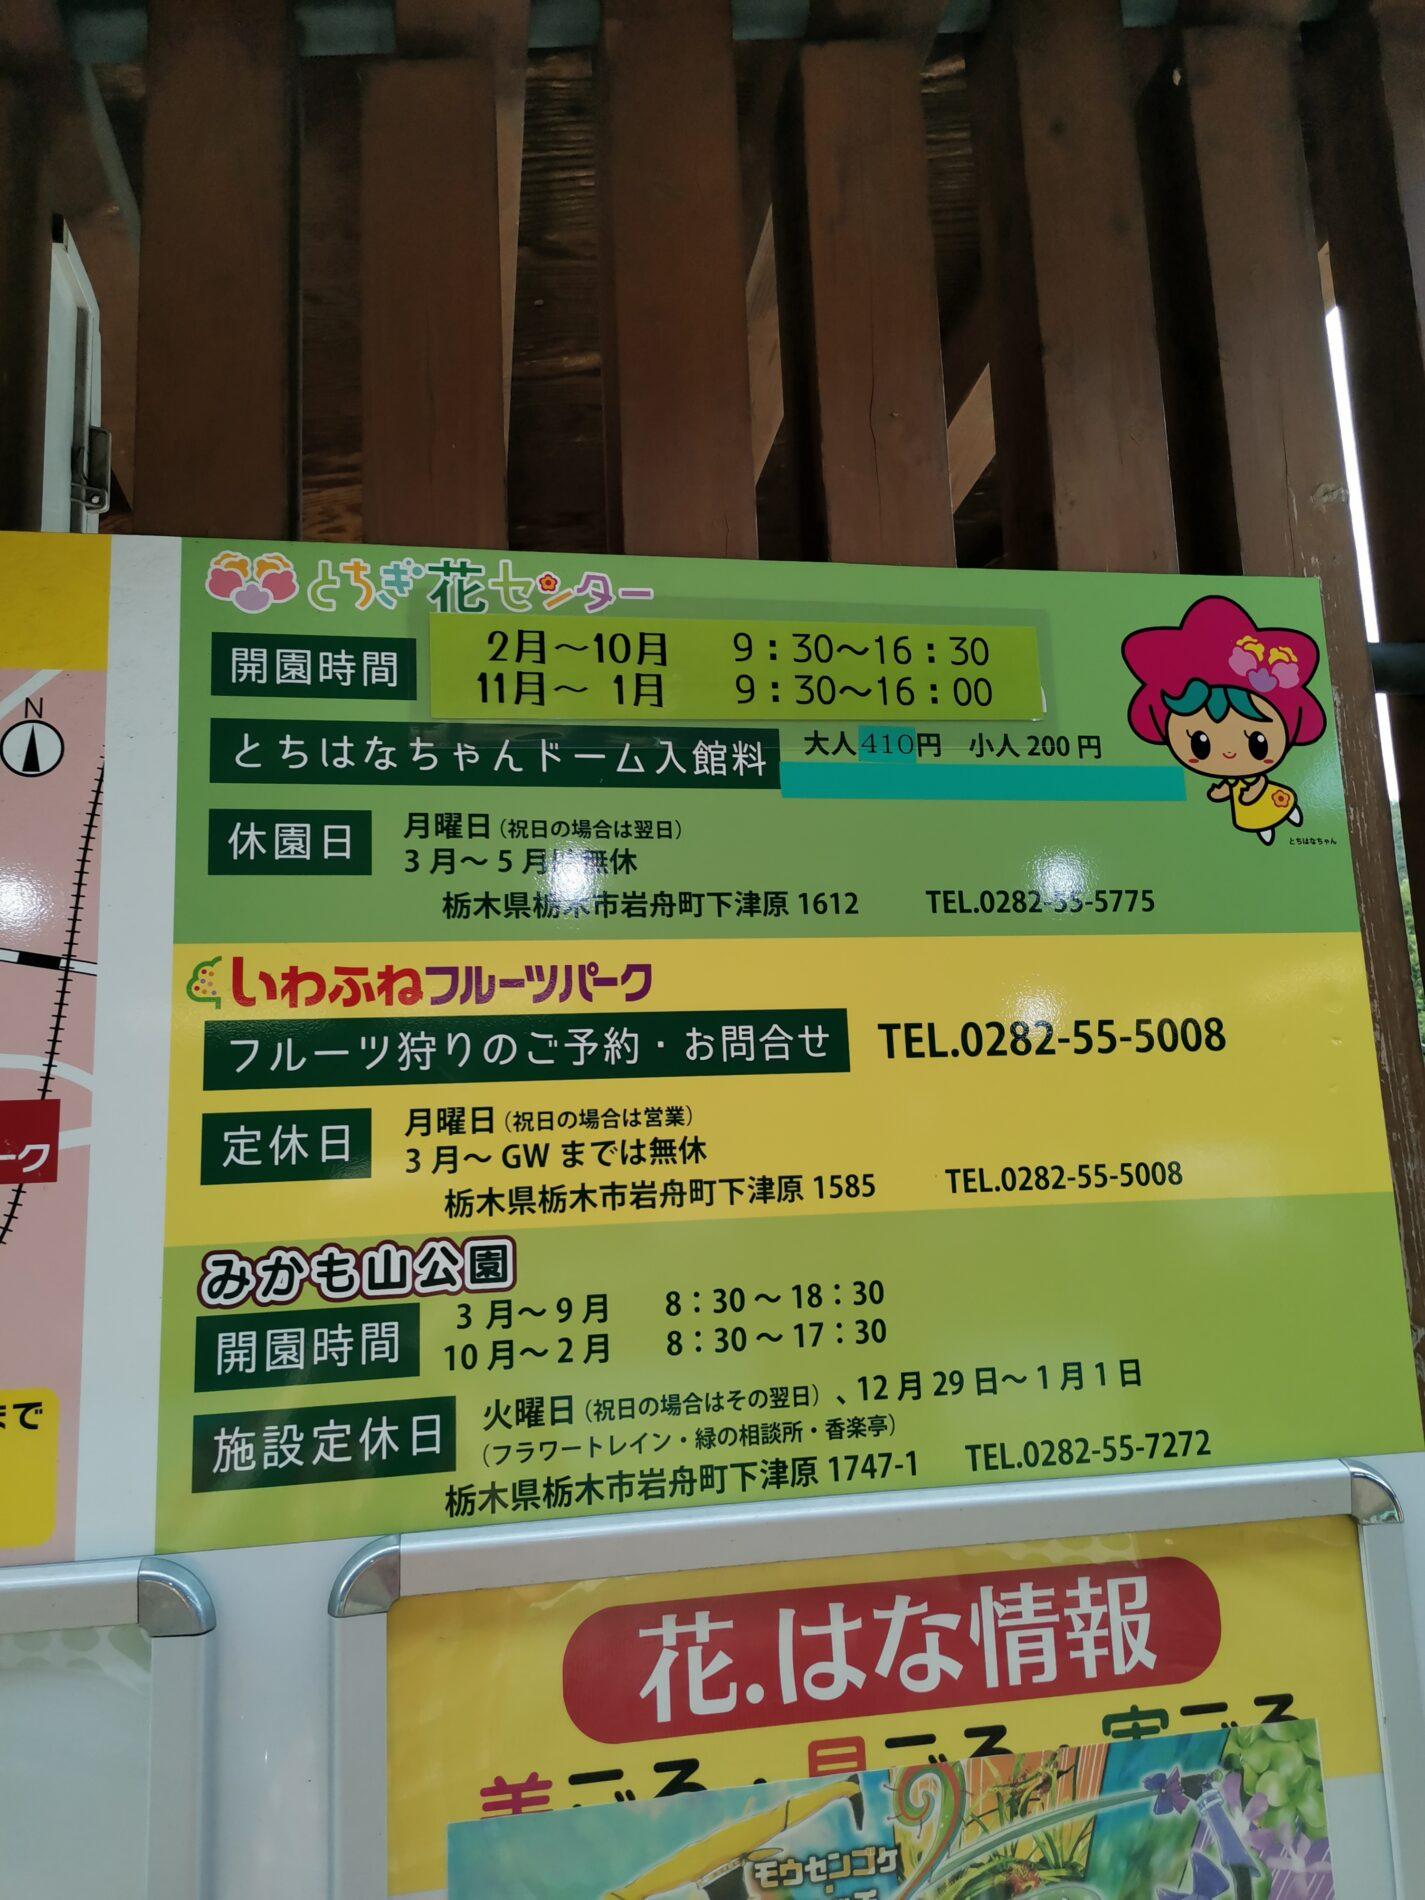 とちぎ花センター
開園時間 2月〜10月 9：30〜16：30
11月〜 1月 9：30〜16：00
とちはなちゃんドーム入館料 大人410円 小人200円
休園日 月曜日（祝日の場合は翌日）
3月〜5月は無休
栃木県栃木市岩舟町下津原1612 TEL.0282-55-5775
とちはなちゃん
いわふねフルーツパーク
フルーツ狩りのご予約・お問合せ TEL.0282-55-5008
定休日 月曜日（祝日の場合は営業）
3月〜GWまでは無休
栃木県栃木市岩舟町下津原1585 TEL.0282-55-5008
みかも山公園
開園時間 3月〜9月 8：30〜18：30
10月〜2月 8：30〜17：30
施設定休日 火曜日（祝日の場合はその翌日）、12月29日〜1月1日
（フラワートレイン・緑の相談所・香楽亭）
栃木県栃木市岩舟町下津原1747-1 TEL.0282-55-7272
N
ーク
まで
花.はな情報
モウセンゴケ